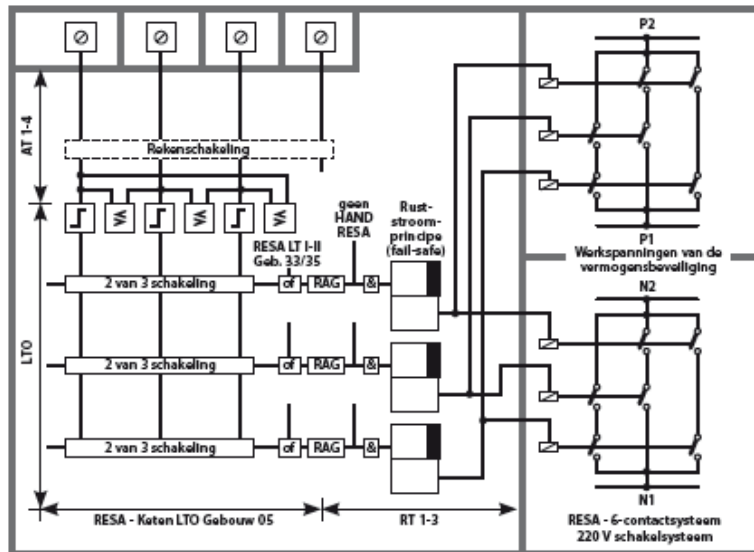 P2
AT 1-4
Rekenschakeling
P1
Werkspanningen van de
vermogensbeveiliging
geen
HAND
RESA
Rust-
stroom-
principe
(fail-safe)
RESA LT I-II
Geb. 33/35
LTO
2 van 3 schakeling
of
RAG
&
2 van 3 schakeling
of
RAG
&
2 van 3 schakeling
of
RAG
&
N2
N1
RESA - Keten LTO Gebouw 05
RT 1-3
RESA - 6-contactsysteem
220 V schakelsysteem